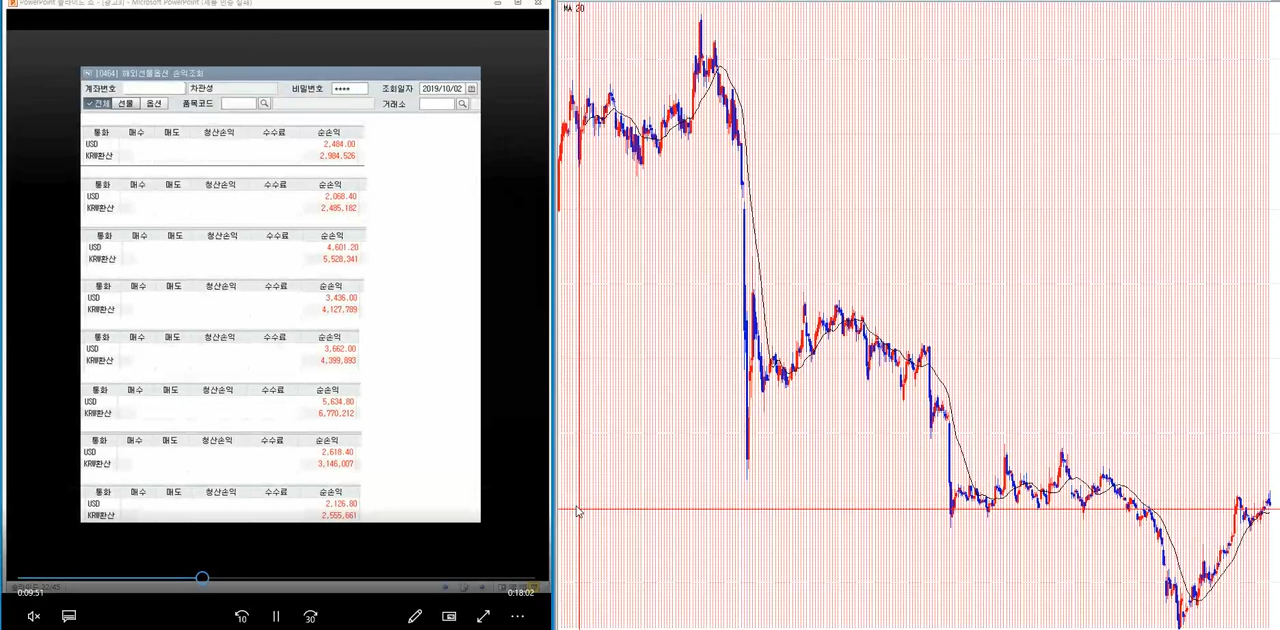 PowerPoint 슬라이드 쇼 - [광고3] - Microsoft PowerPoint (제품 인증 실패)
[0464] 해외선물옵션 손익조회
계좌번호 차관성 비밀번호 **** 조회일자 2019/10/02
전체 선물 옵션 품목코드 거래소
통화 매수 매도 청산손익 수수료 순손익
USD 2,484.00
KRW환산 2,984,526
통화 매수 매도 청산손익 수수료 순손익
USD 2,068.40
KRW환산 2,485,182
통화 매수 매도 청산손익 수수료 순손익
USD 4,601.20
KRW환산 5,528,341
통화 매수 매도 청산손익 수수료 순손익
USD 3,436.00
KRW환산 4,127,789
통화 매수 매도 청산손익 수수료 순손익
USD 3,662.00
KRW환산 4,399,893
통화 매수 매도 청산손익 수수료 순손익
USD 5,634.80
KRW환산 6,770,212
통화 매수 매도 청산손익 수수료 순손익
USD 2,618.40
KRW환산 3,146,007
통화 매수 매도 청산손익 수수료 순손익
USD 2,126.80
KRW환산 2,555,661
슬라이드 32/45
0:09:51 0:18:02
10 30
MA 20